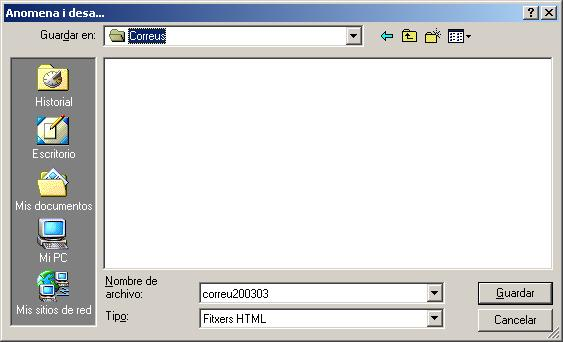 Anomena i desa...
Guardar en:
Correus
Historial
Escritorio
Mis documentos
Mi PC
Mis sitios de red
Nombre de
archivo:
correu200303
Guardar
Tipo:
Fitxers HTML
Cancelar